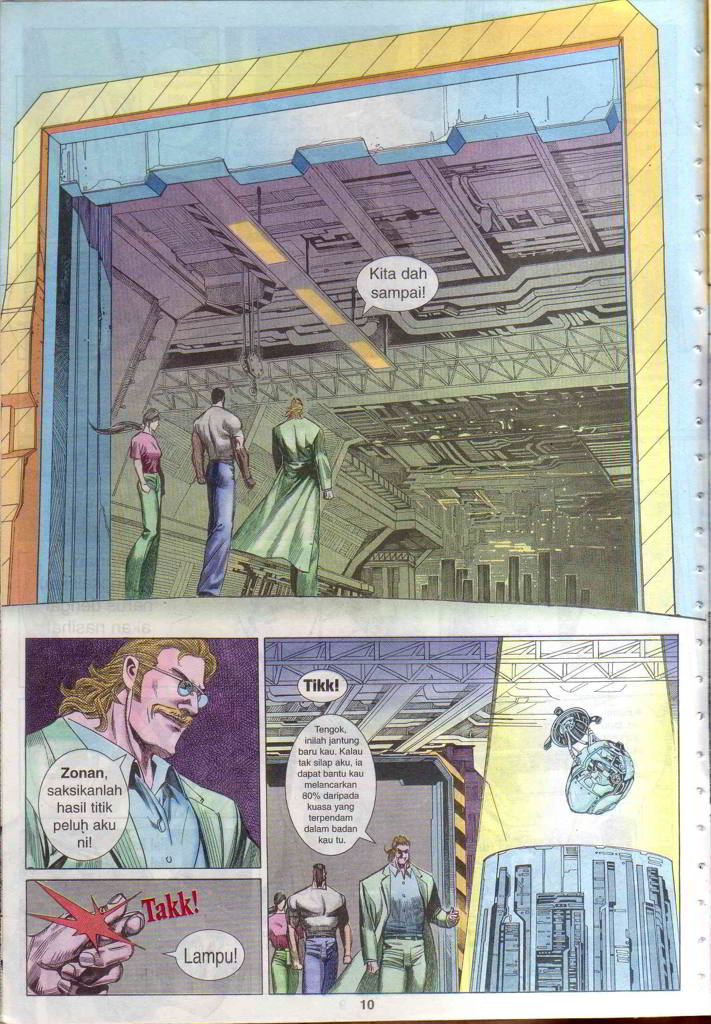 Kita dah
sampai!
Zonan,
saksikanlah
hasil titik
peluh aku
ni!
Takk!
Lampu!
Tikk!
Tengok,
inilah jantung
baru kau. Kalau
tak silap aku, ia
dapat bantu kau
melancarkan
80% daripada
kuasa yang
terpendam
dalam badan
kau tu.
10